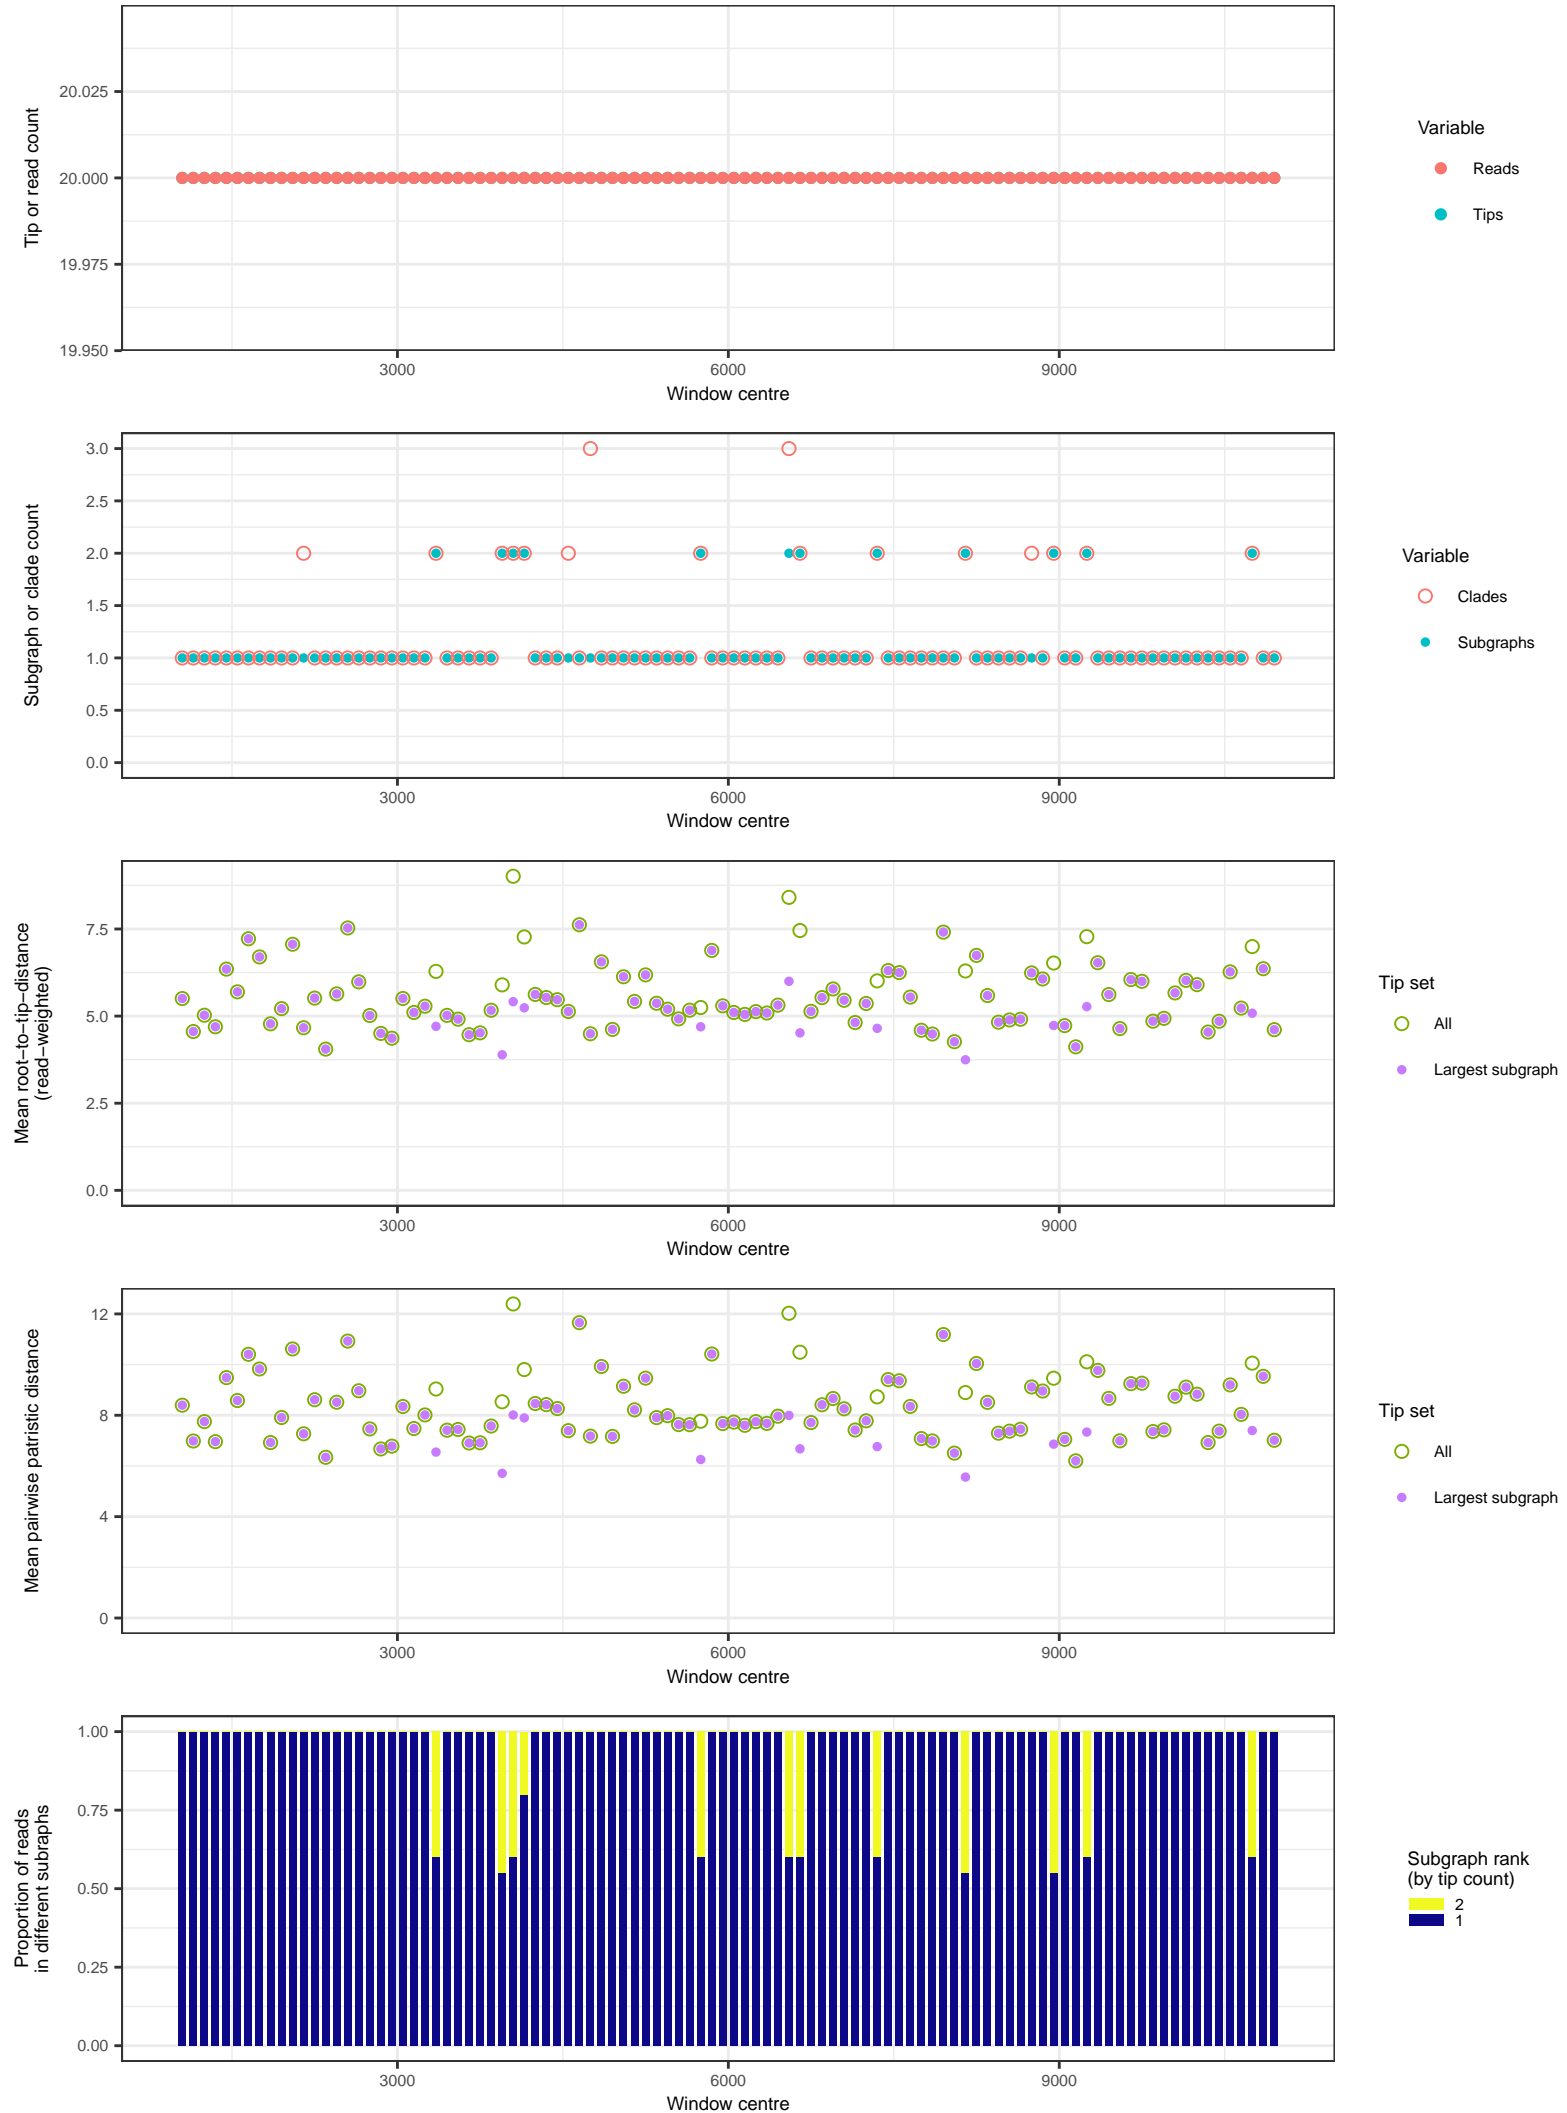 20.025
20.000
19.975
19.950
Tip or read count
3000
6000
9000
Window centre
Variable
Reads
Tips
3.0
2.5
2.0
1.5
1.0
0.5
0.0
Subgraph or clade count
3000
6000
9000
Window centre
Variable
Clades
Subgraphs
7.5
5.0
2.5
0.0
Mean root−to−tip−distance
(read−weighted)
3000
6000
9000
Window centre
Tip set
All
Largest subgraph
12
8
4
0
Mean pairwise patristic distance
3000
6000
9000
Window centre
Tip set
All
Largest subgraph
1.00
0.75
0.50
0.25
0.00
Proportion of reads
in different subraphs
3000
6000
9000
Window centre
Subgraph rank
(by tip count)
2
1